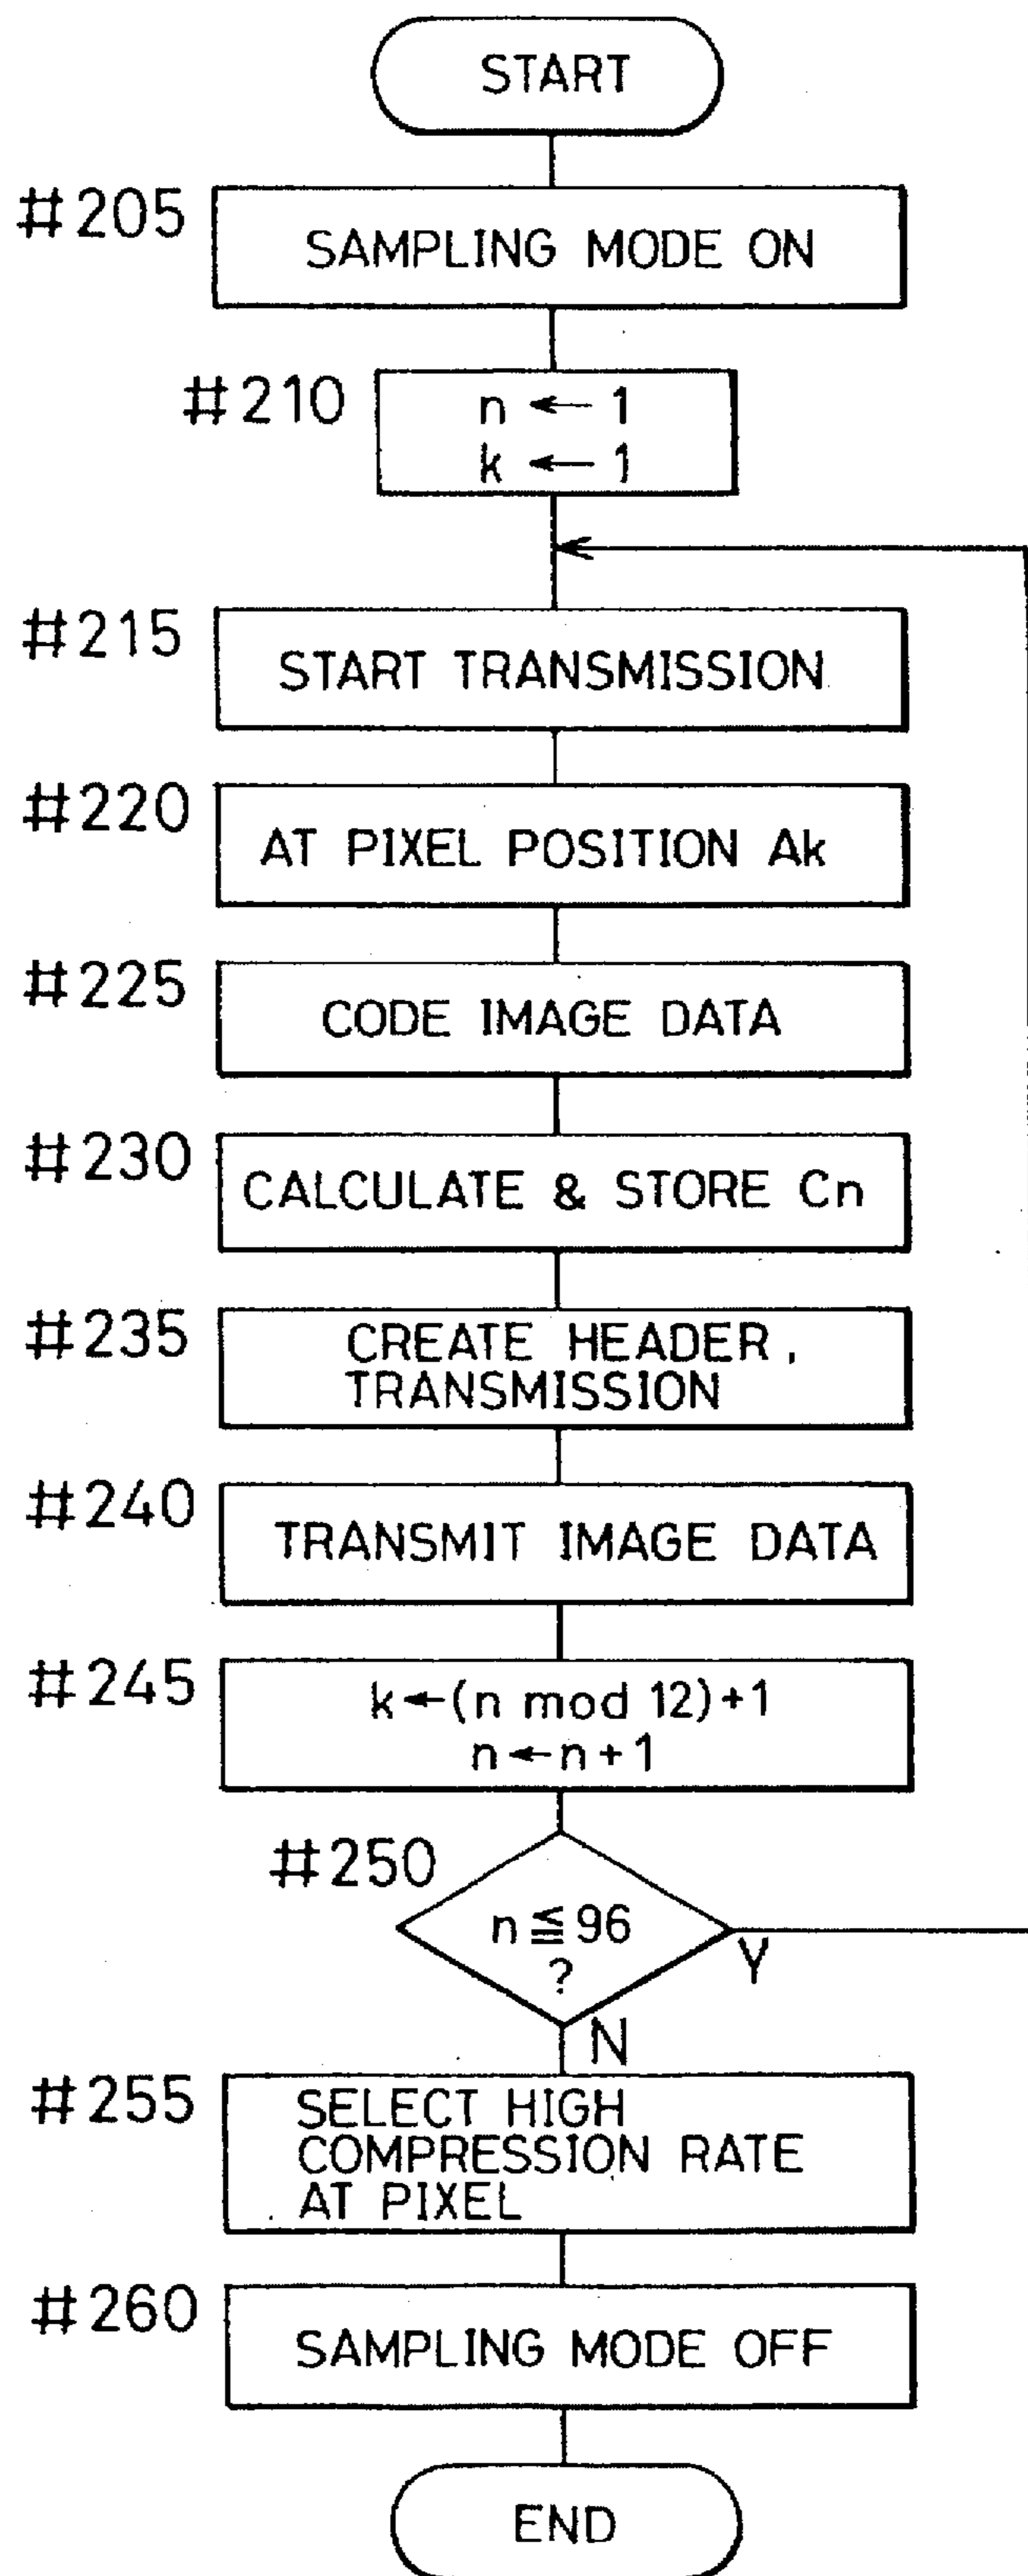 START
#205
SAMPLING MODE ON
#210
n ← 1
k ← 1
#215
START TRANSMISSION
#220
AT PIXEL POSITION Ak
#225
CODE IMAGE DATA
#230
CALCULATE & STORE Cn
#235
CREATE HEADER,
TRANSMISSION
#240
TRANSMIT IMAGE DATA
#245
k←(n mod 12)+1
n←n+1
#250
n≦96
?
Y
N
#255
SELECT HIGH
COMPRESSION RATE
AT PIXEL
#260
SAMPLING MODE OFF
END